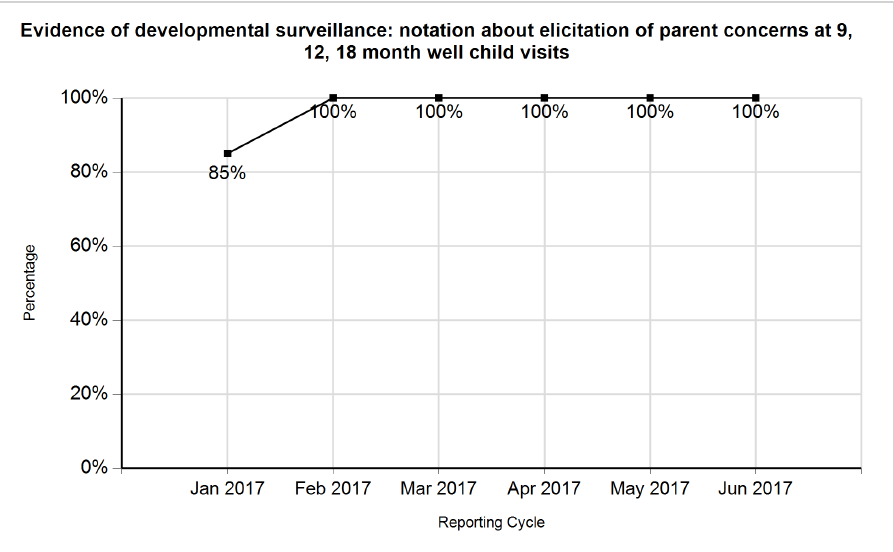 Evidence of developmental surveillance: notation about elicitation of parent concerns at 9,
12, 18 month well child visits
100%
100%
100%
100%
100%
100%
85%
80%
60%
40%
20%
0%
Percentage
Jan 2017
Feb 2017
Mar 2017
Apr 2017
May 2017
Jun 2017
Reporting Cycle